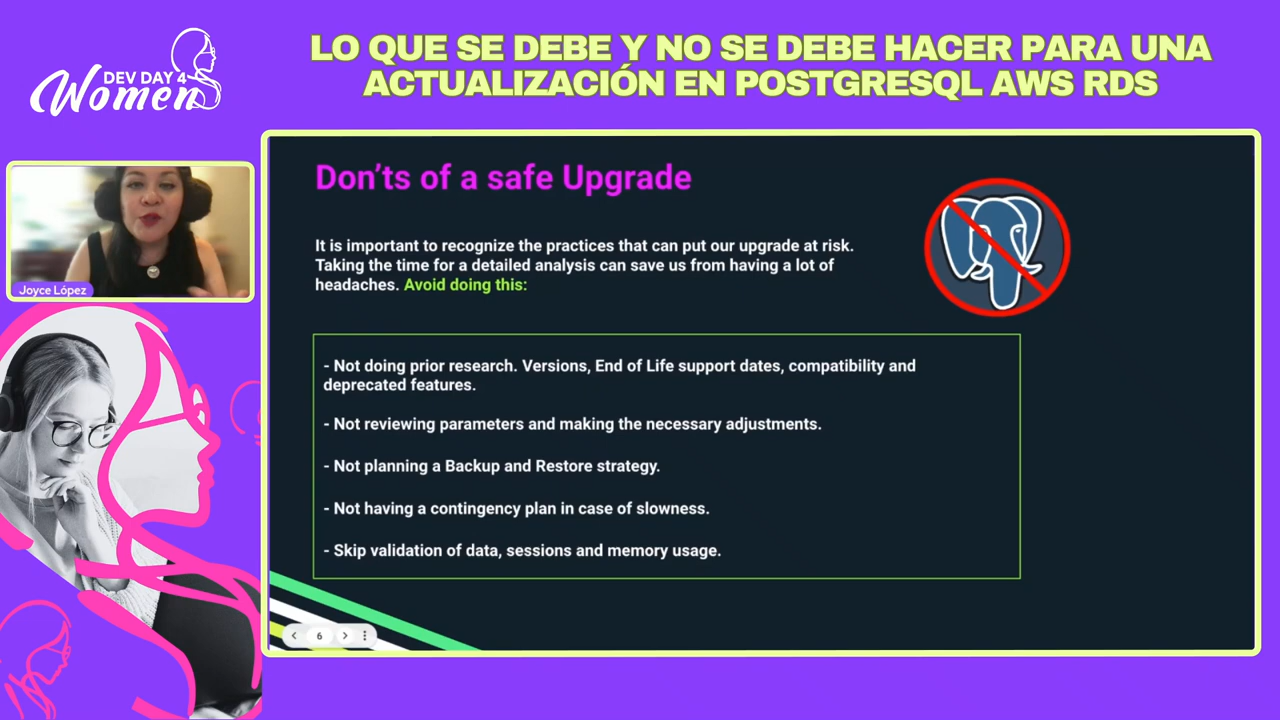 DEV DAY 4
Women
LO QUE SE DEBE Y NO SE DEBE HACER PARA UNA
ACTUALIZACIÓN EN POSTGRESQL AWS RDS
Joyce López
Don'ts of a safe Upgrade
It is important to recognize the practices that can put our upgrade at risk.
Taking the time for a detailed analysis can save us from having a lot of
headaches. Avoid doing this:
- Not doing prior research. Versions, End of Life support dates, compatibility and
deprecated features.
- Not reviewing parameters and making the necessary adjustments.
- Not planning a Backup and Restore strategy.
- Not having a contingency plan in case of slowness.
- Skip validation of data, sessions and memory usage.
6